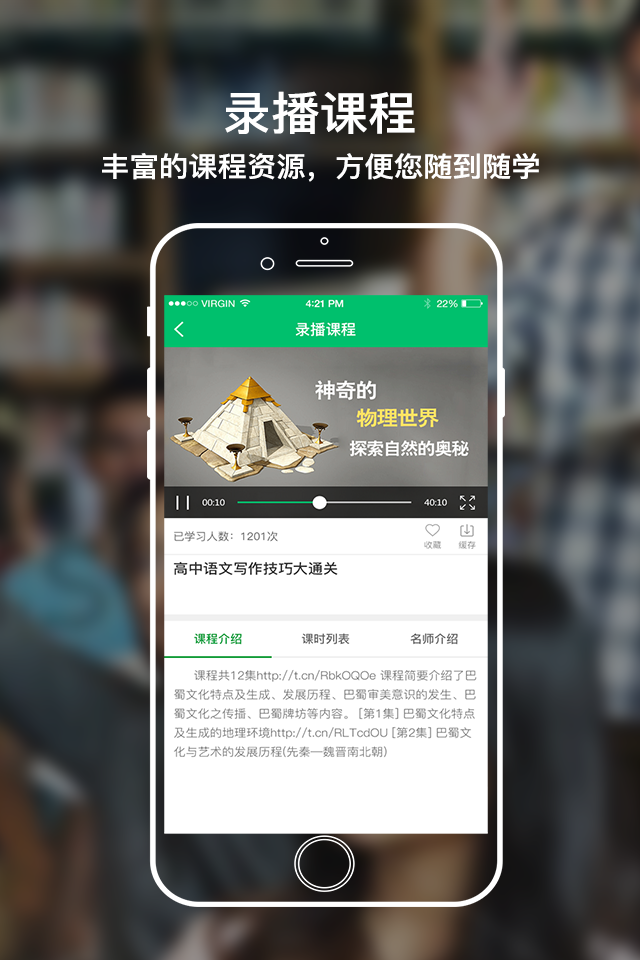 录播课程
丰富的课程资源，方便您随到随学
VIRGIN 4:21 PM 22%
录播课程
神奇的
物理世界
探索自然的奥秘
00:10 40:10
已学习人数：1201次 收藏 缓存
高中语文写作技巧大通关
课程介绍 课时列表 名师介绍
课程共12集http://t.cn/RbkOQOe 课程简要介绍了巴
蜀文化特点及生成、发展历程、巴蜀审美意识的发生、巴
蜀文化之传播、巴蜀牌坊等内容。 [第1集] 巴蜀文化特点
及生成的地理环境http://t.cn/RLTcdOU [第2集] 巴蜀文
化与艺术的发展历程(先秦—魏晋南北朝)